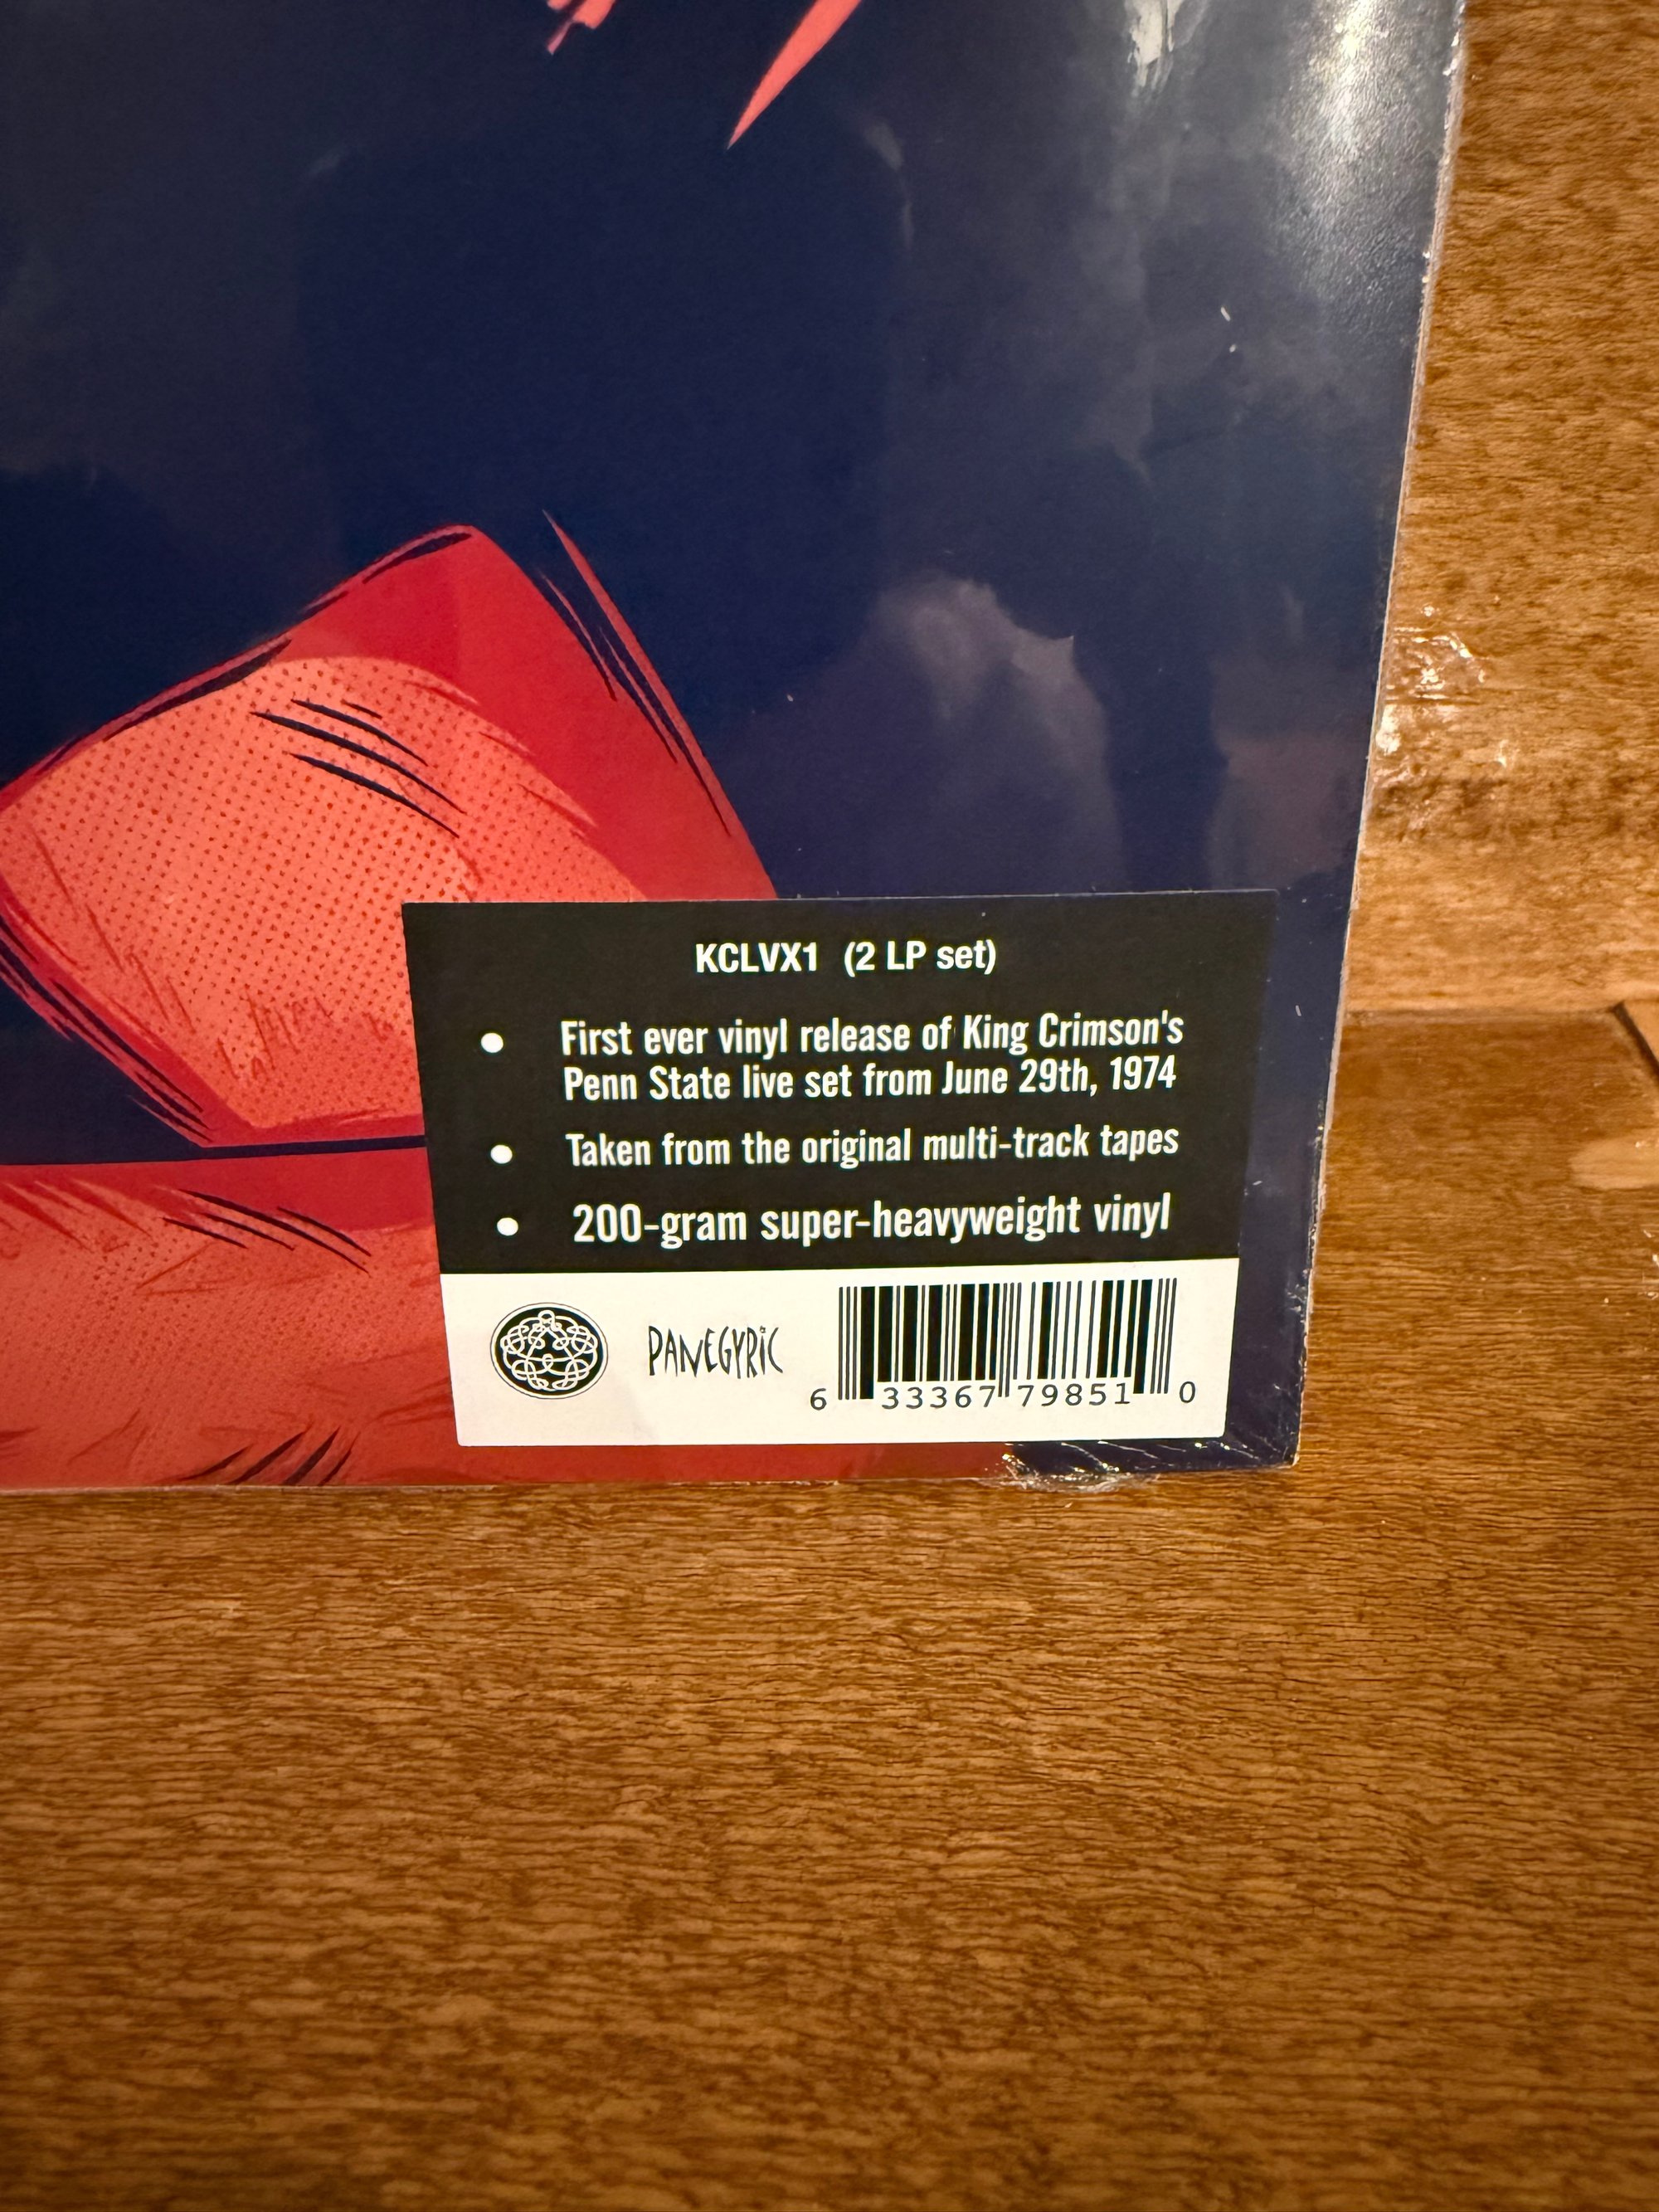 KCLVX1 (2 LP set)
• First ever vinyl release of King Crimson's
Penn State live set from June 29th, 1974
• Taken from the original multi-track tapes
• 200-gram super-heavyweight vinyl
PANEGYRIC
6 33367 79851 0